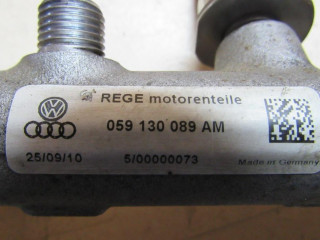 REGE motorenteile
059 130 089 AM
25/09/10 5/00000073 Made in Germany